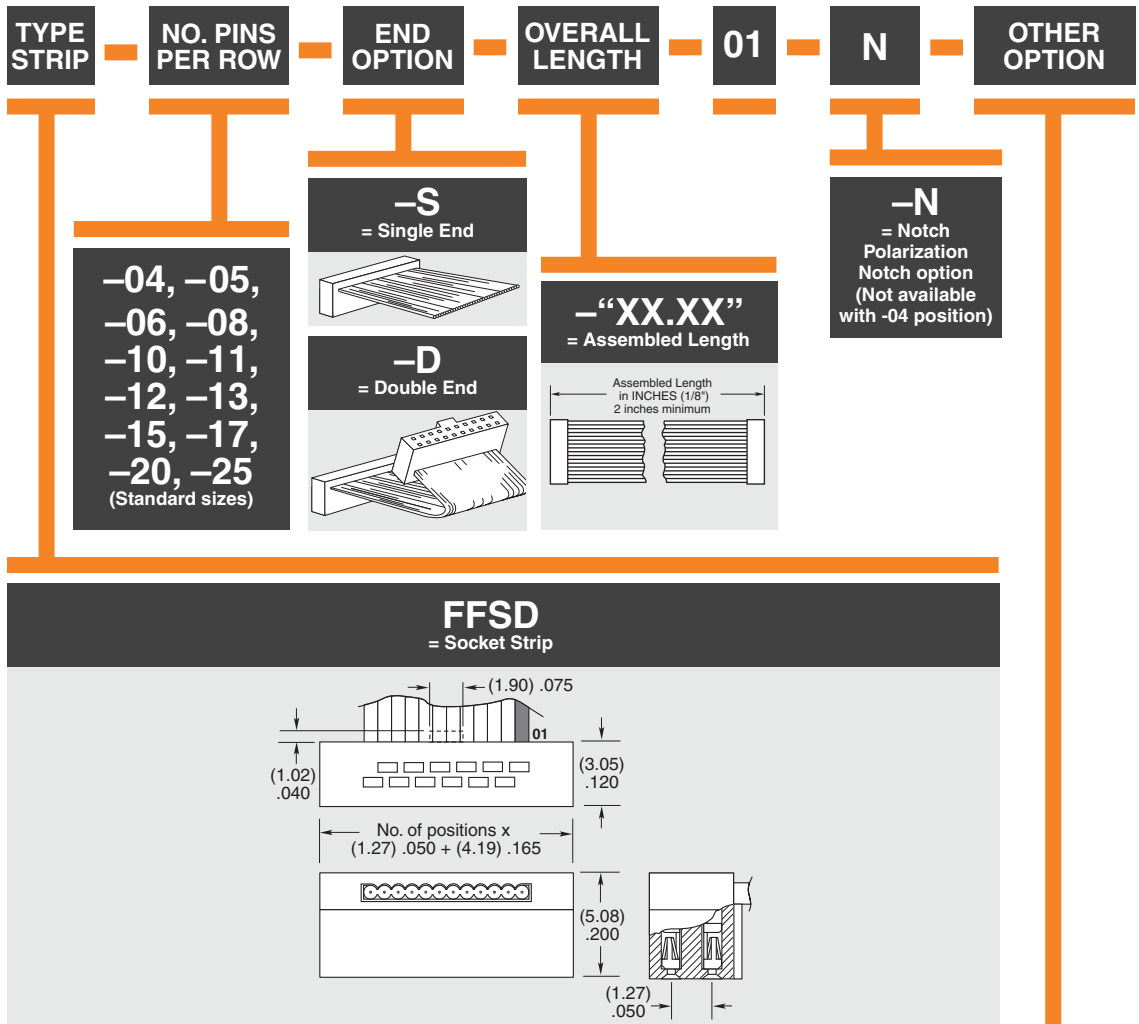 TYPE
STRIP
NO. PINS
PER ROW
END
OPTION
OVERALL
LENGTH
01
N
OTHER
OPTION
–04, –05,
–06, –08,
–10, –11,
–12, –13,
–15, –17,
–20, –25
(Standard sizes)
–S
= Single End
–D
= Double End
–“XX.XX”
= Assembled Length
Assembled Length
in INCHES (1/8")
2 inches minimum
–N
= Notch
Polarization
Notch option
(Not available
with -04 position)
FFSD
= Socket Strip
(1.90) .075
01
(1.02)
.040
(3.05)
.120
No. of positions x
(1.27) .050 + (4.19) .165
(5.08)
.200
(1.27)
.050